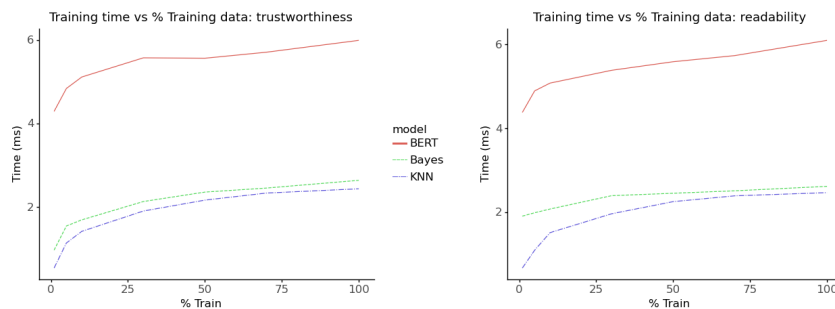 Training time vs % Training data: trustworthiness
6
4
2
Time (ms)
0
25
50
75
100
% Train
model
BERT
Bayes
KNN
Training time vs % Training data: readability
6
4
2
Time (ms)
0
25
50
75
100
% Train